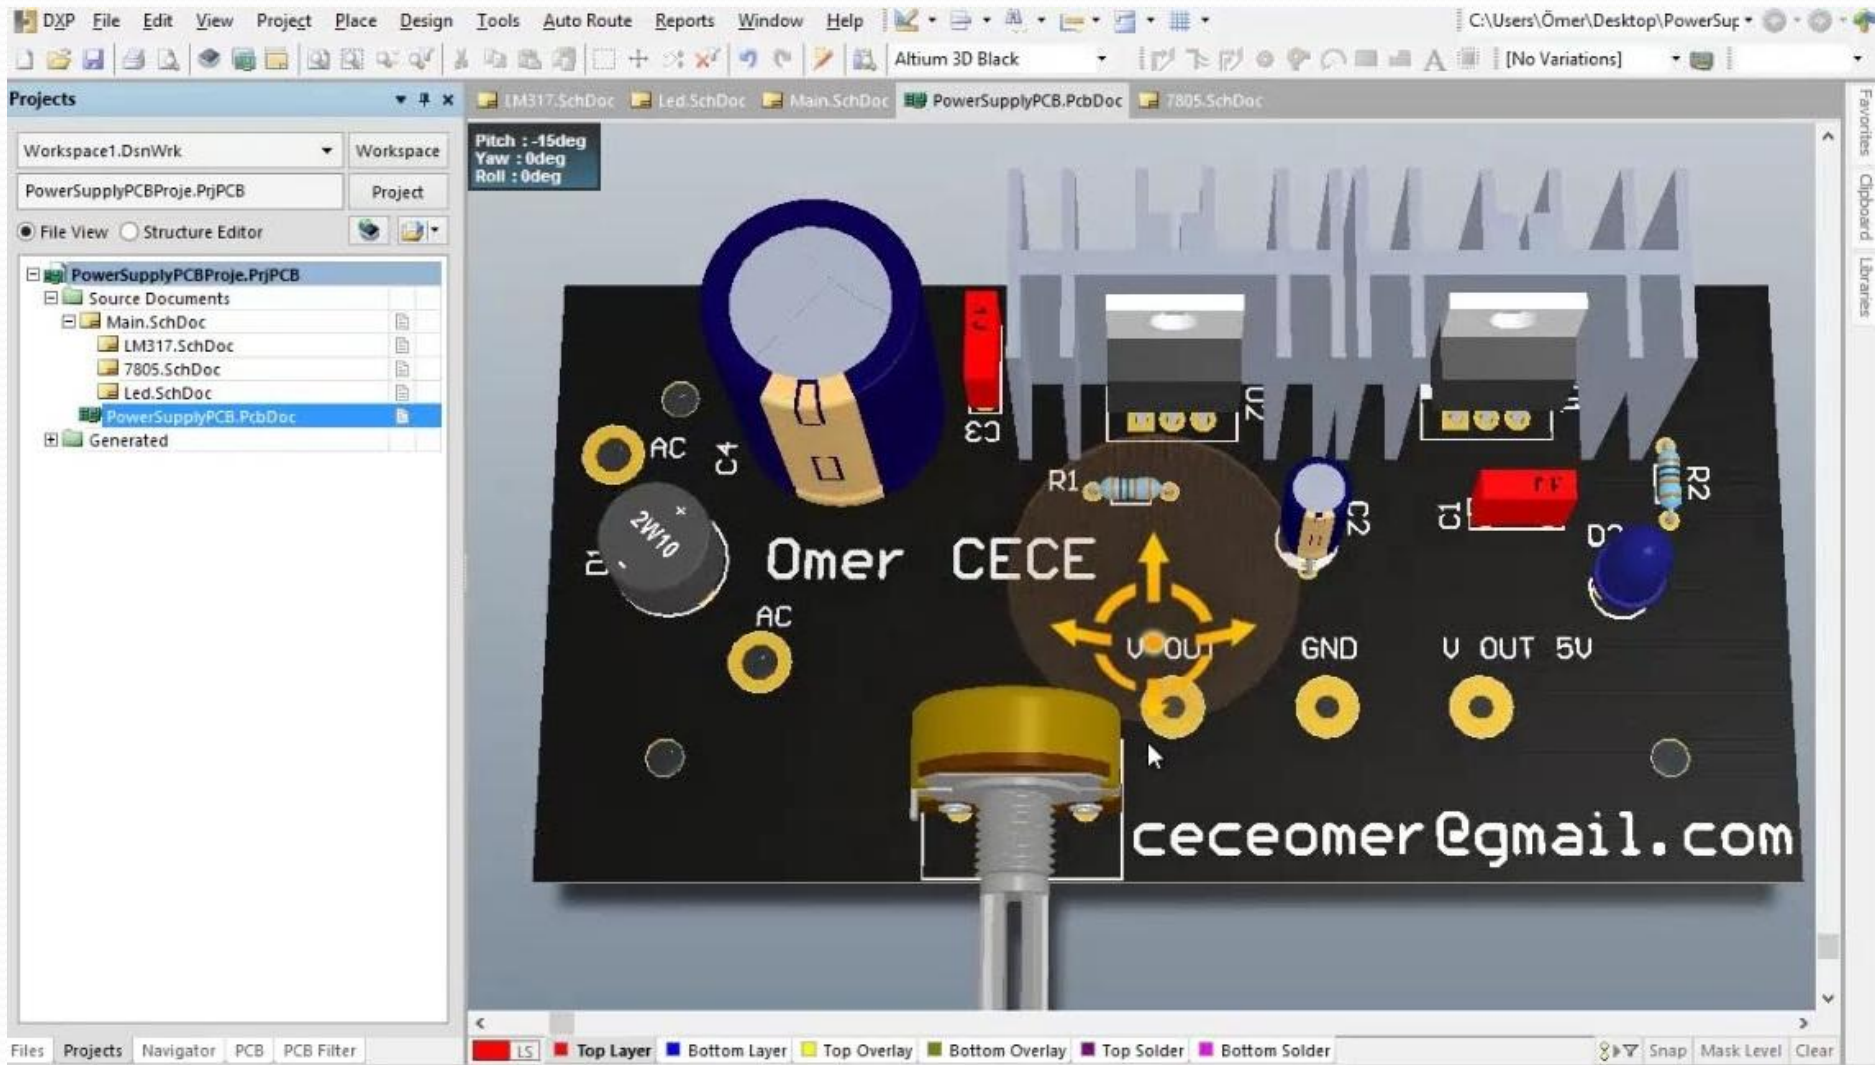 DXP File Edit View Project Place Design Tools Auto Route Reports Window Help C:\Users\Ömer\Desktop\PowerSup
Altium 3D Black [No Variations]
Projects
LM317.SchDoc Led.SchDoc Main.SchDoc PowerSupplyPCB.PcbDoc 7805.SchDoc
Workspace1.DsnWrk Workspace
PowerSupplyPCBProje.PrjPCB Project
File View Structure Editor
PowerSupplyPCBProje.PrjPCB
Source Documents
Main.SchDoc
LM317.SchDoc
7805.SchDoc
Led.SchDoc
PowerSupplyPCB.PcbDoc
Generated
Pitch : -15deg
Yaw : 0deg
Roll : 0deg
1J
U2
C3
AC
C4
R1
R2
C2
C1
1J
2W10
+
-
D1
Omer CECE
AC
V OUT
GND
V OUT 5V
ceceomer@gmail.com
Favorites
Clipboard
Libraries
Files Projects Navigator PCB PCB Filter
LS Top Layer Bottom Layer Top Overlay Bottom Overlay Top Solder Bottom Solder Snap Mask Level Clear